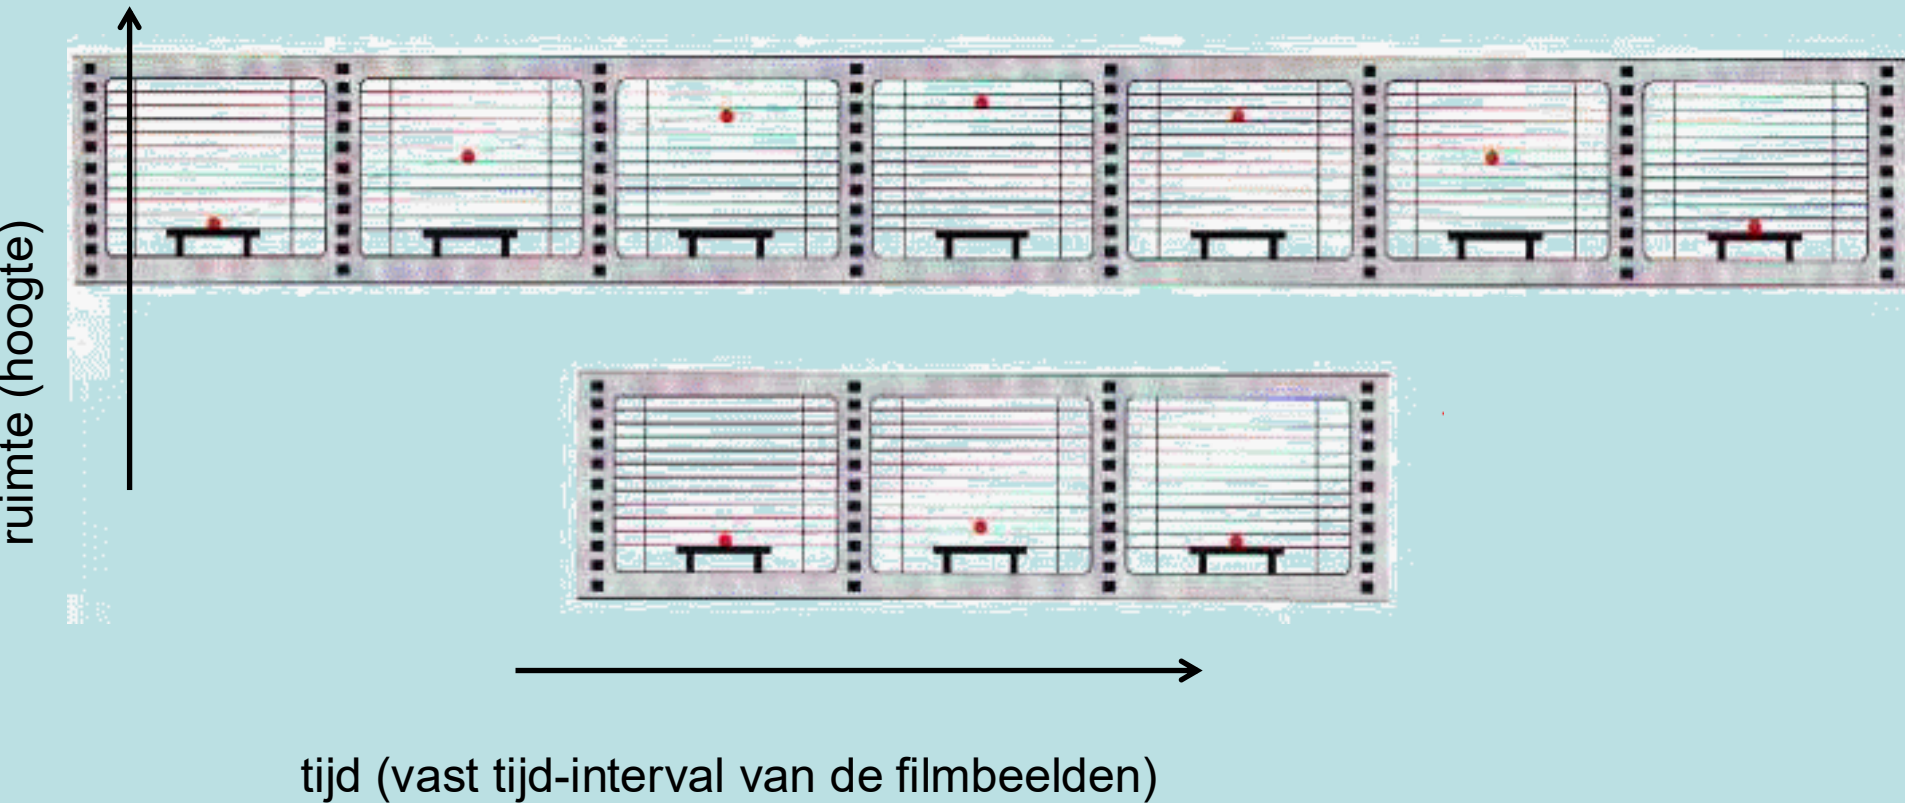 ruimte (hoogte)
tijd (vast tijd-interval van de filmbeelden)